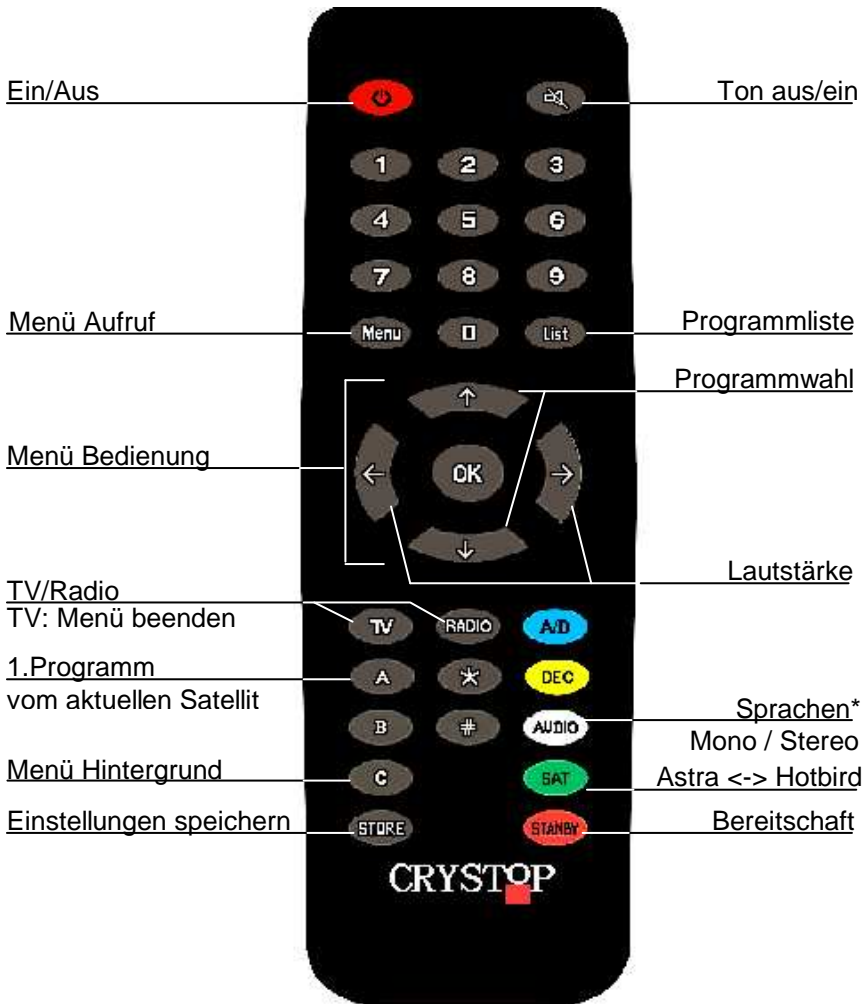 Ein/Aus
Ton aus/ein
1 2 3
4 5 6
7 8 9
Menü Aufruf
Menu 0 List
Programmliste
Programmwahl
↑
Menü Bedienung
← OK →
↓
Lautstärke
TV/Radio
TV: Menü beenden
TV RADIO A/D
1.Programm
vom aktuellen Satellit
A * DEC
B # AUDIO
Sprachen*
Mono / Stereo
Menü Hintergrund
C SAT
Astra <-> Hotbird
Einstellungen speichern
STORE STANBY
Bereitschaft
CRYSTOP